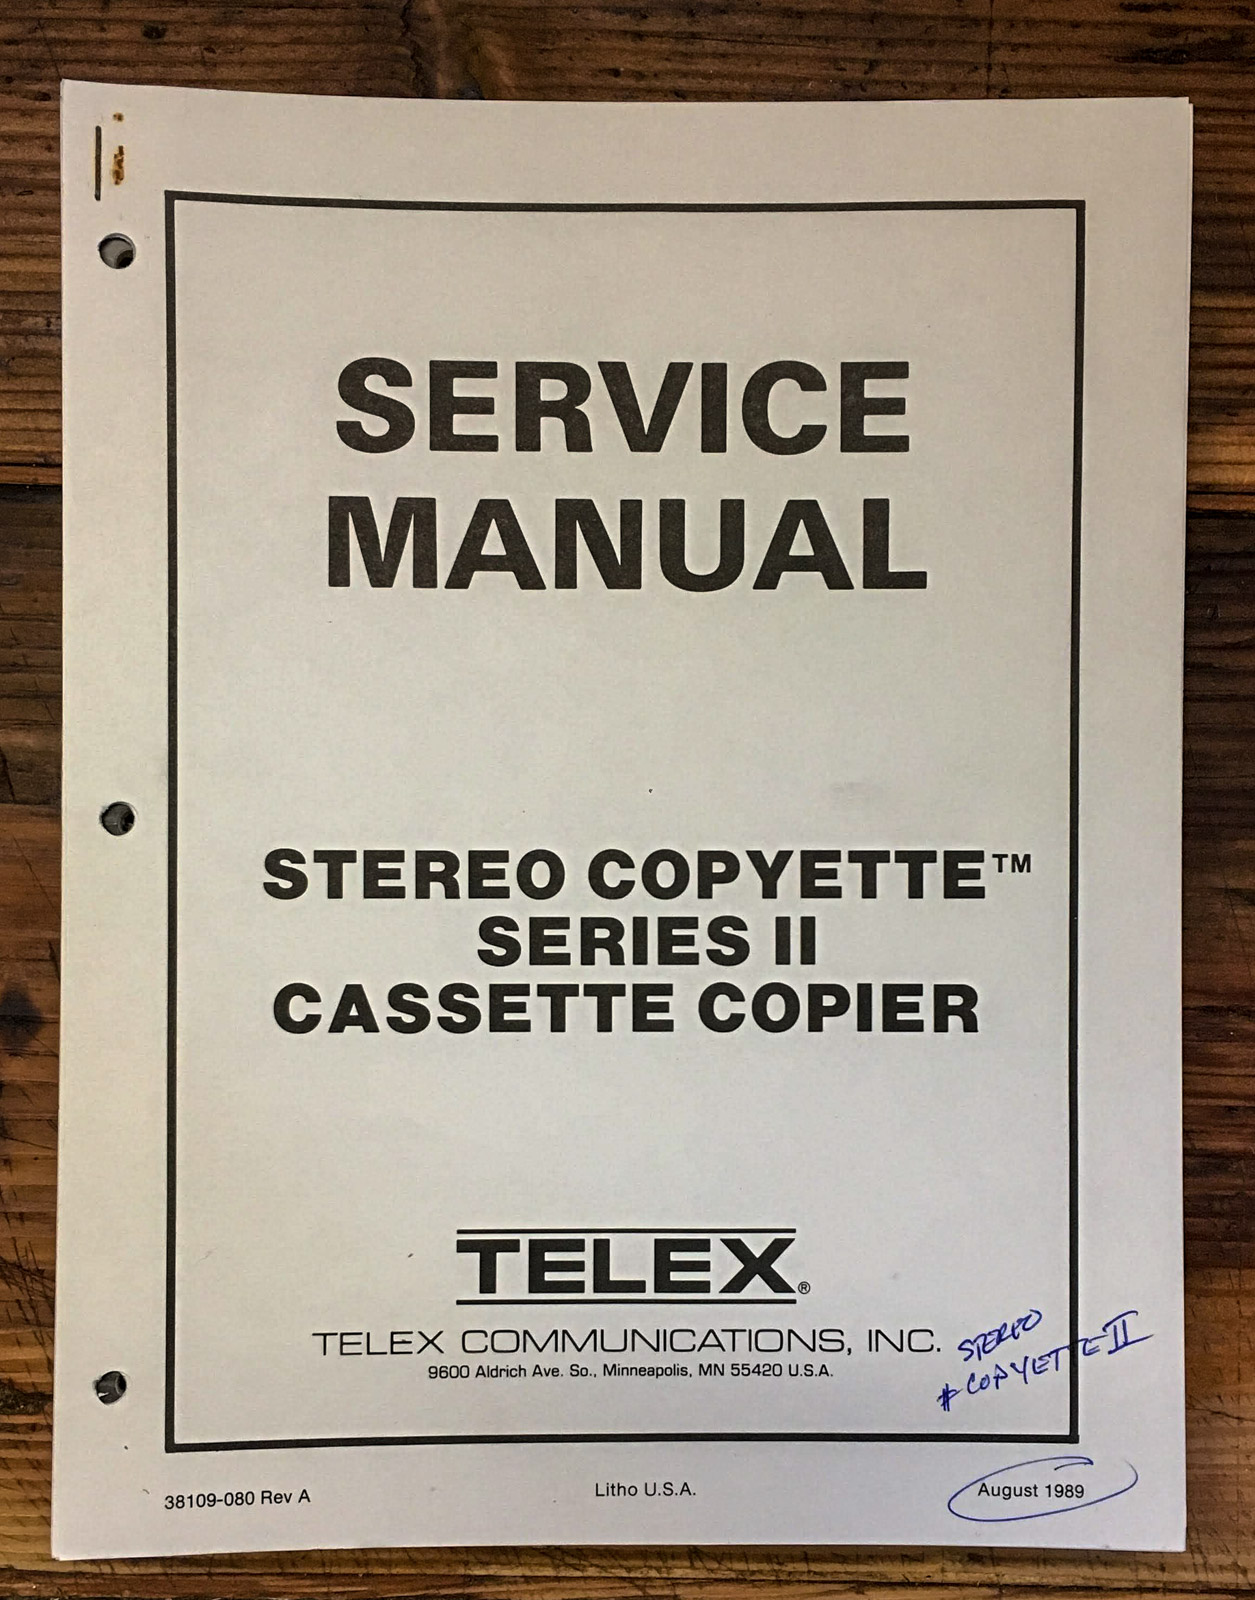 SERVICE
MANUAL
STEREO COPYETTE™
SERIES II
CASSETTE COPIER
TELEX®
TELEX COMMUNICATIONS, INC.
9600 Aldrich Ave. So., Minneapolis, MN 55420 U.S.A.
STEREO
# COPYETTE II
38109-080 Rev A
Litho U.S.A.
August 1989